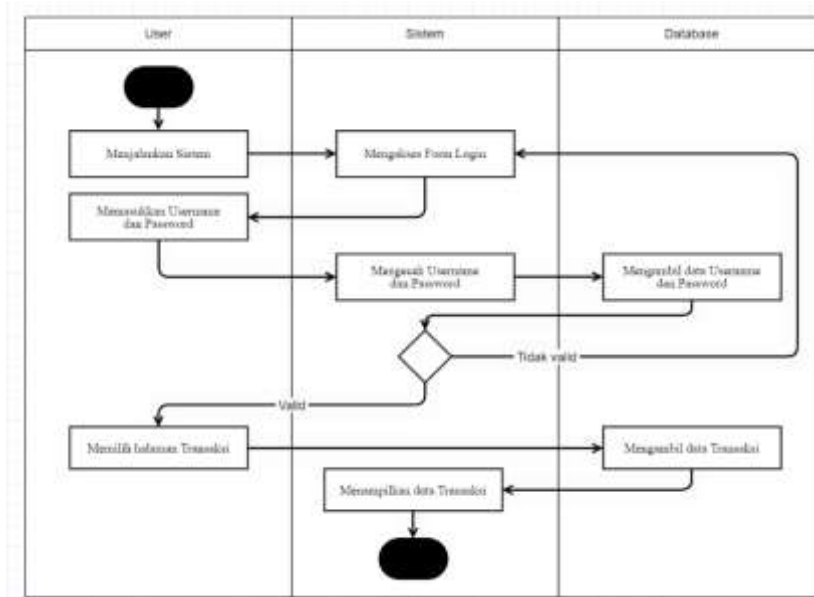 User
Sistem
Database
Menjalankan Sistem
Mengakses Form Login
Memasukkan Username
dan Password
Mengecek Username
dan Password
Mengambil data Username
dan Password
Tidak valid
Valid
Memilih halaman Transaksi
Mengambil data Transaksi
Menampilkan data Transaksi